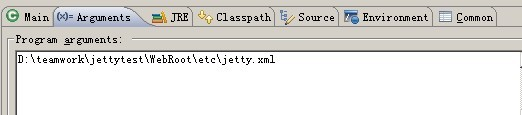 Main (x)= Arguments JRE Classpath Source Environment Common
Program arguments:
D:\teamwork\jettytest\WebRoot\etc\jetty.xml